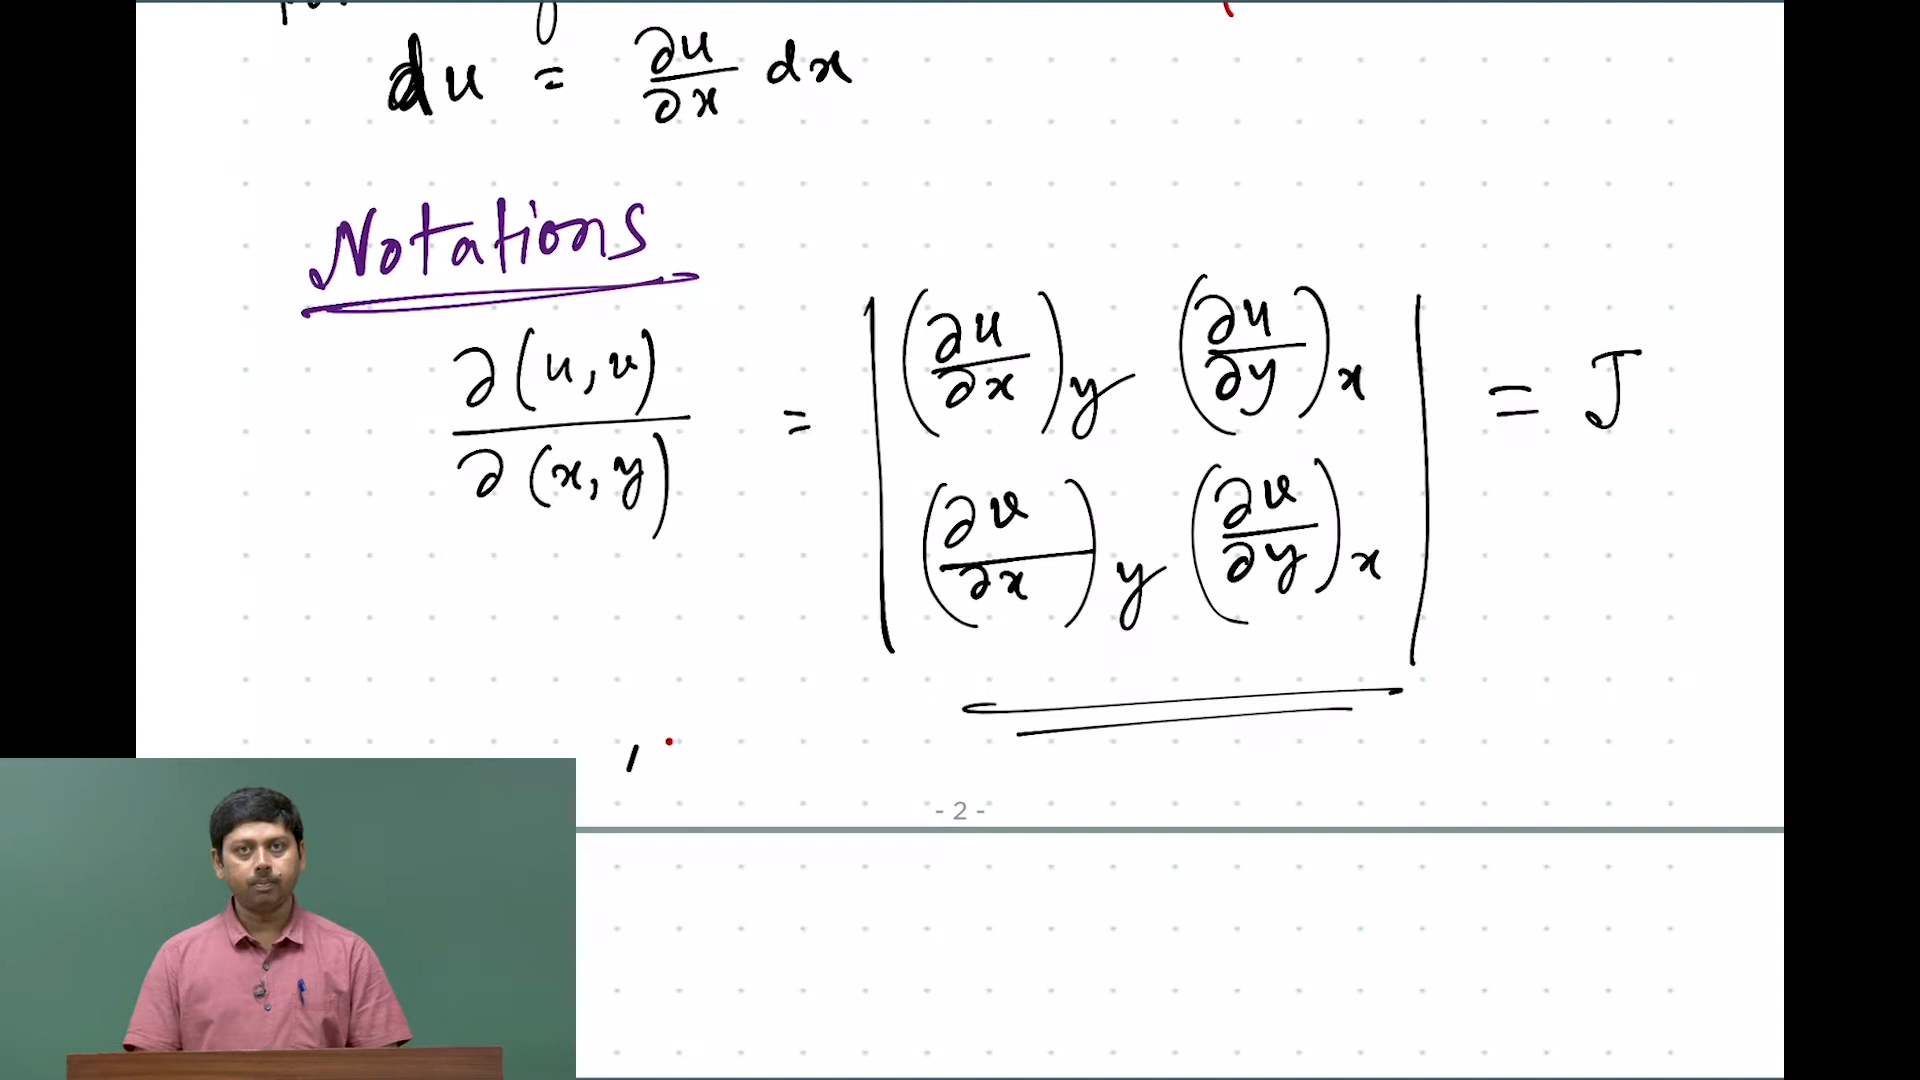 du = ∂u/∂x dx
Notations
∂(u,v)/∂(x,y) = | (∂u/∂x)y (∂u/∂y)x | = J
| (∂v/∂x)y (∂v/∂y)x |
- 2 -